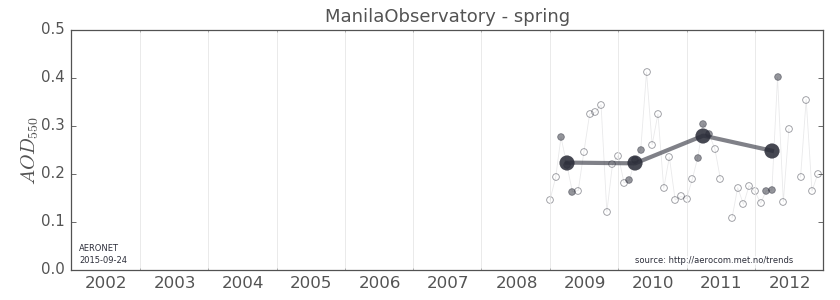 ManilaObservatory - spring
0.5
0.4
0.3
0.2
0.1
0.0
AOD550
AERONET
2015-09-24
source: http://aerocom.met.no/trends
2002 2003 2004 2005 2006 2007 2008 2009 2010 2011 2012